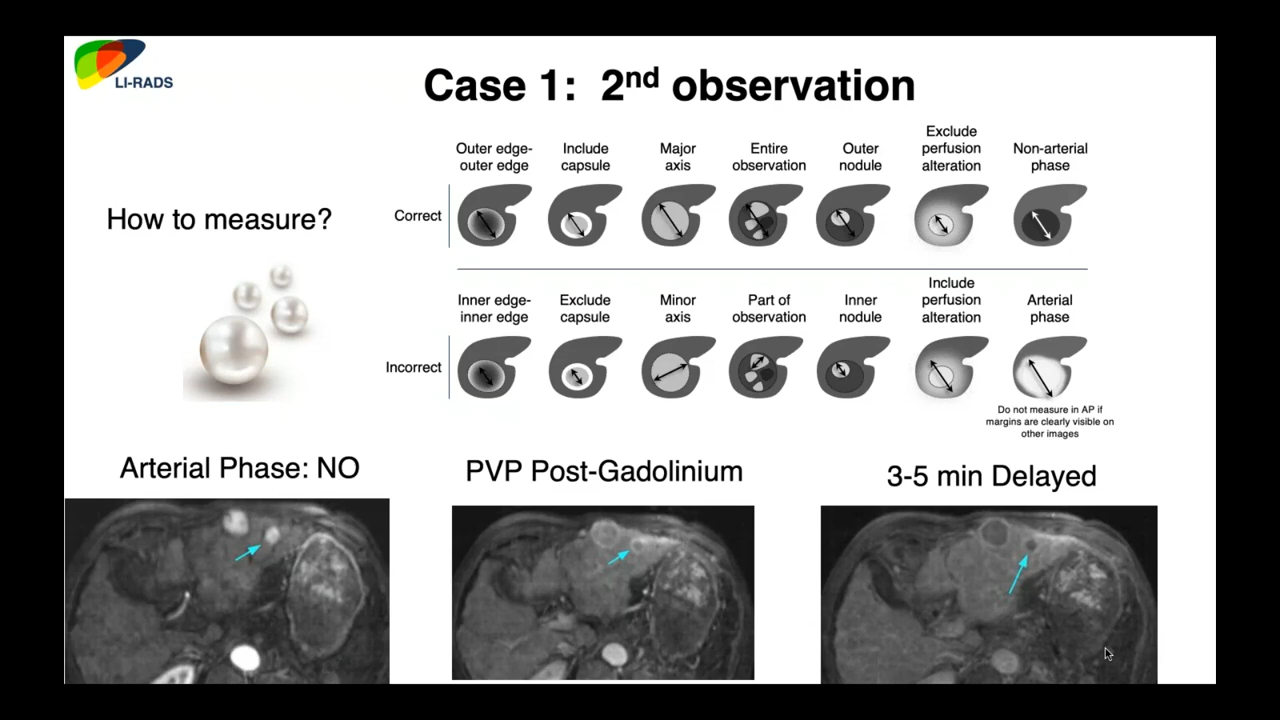 LI-RADS
Case 1: 2nd observation
How to measure?
Outer edge-
outer edge
Include
capsule
Major
axis
Entire
observation
Outer
nodule
Exclude
perfusion
alteration
Non-arterial
phase
Correct
Inner edge-
inner edge
Exclude
capsule
Minor
axis
Part of
observation
Inner
nodule
Include
perfusion
alteration
Arterial
phase
Incorrect
Do not measure in AP if
margins are clearly visible on
other images
Arterial Phase: NO
PVP Post-Gadolinium
3-5 min Delayed